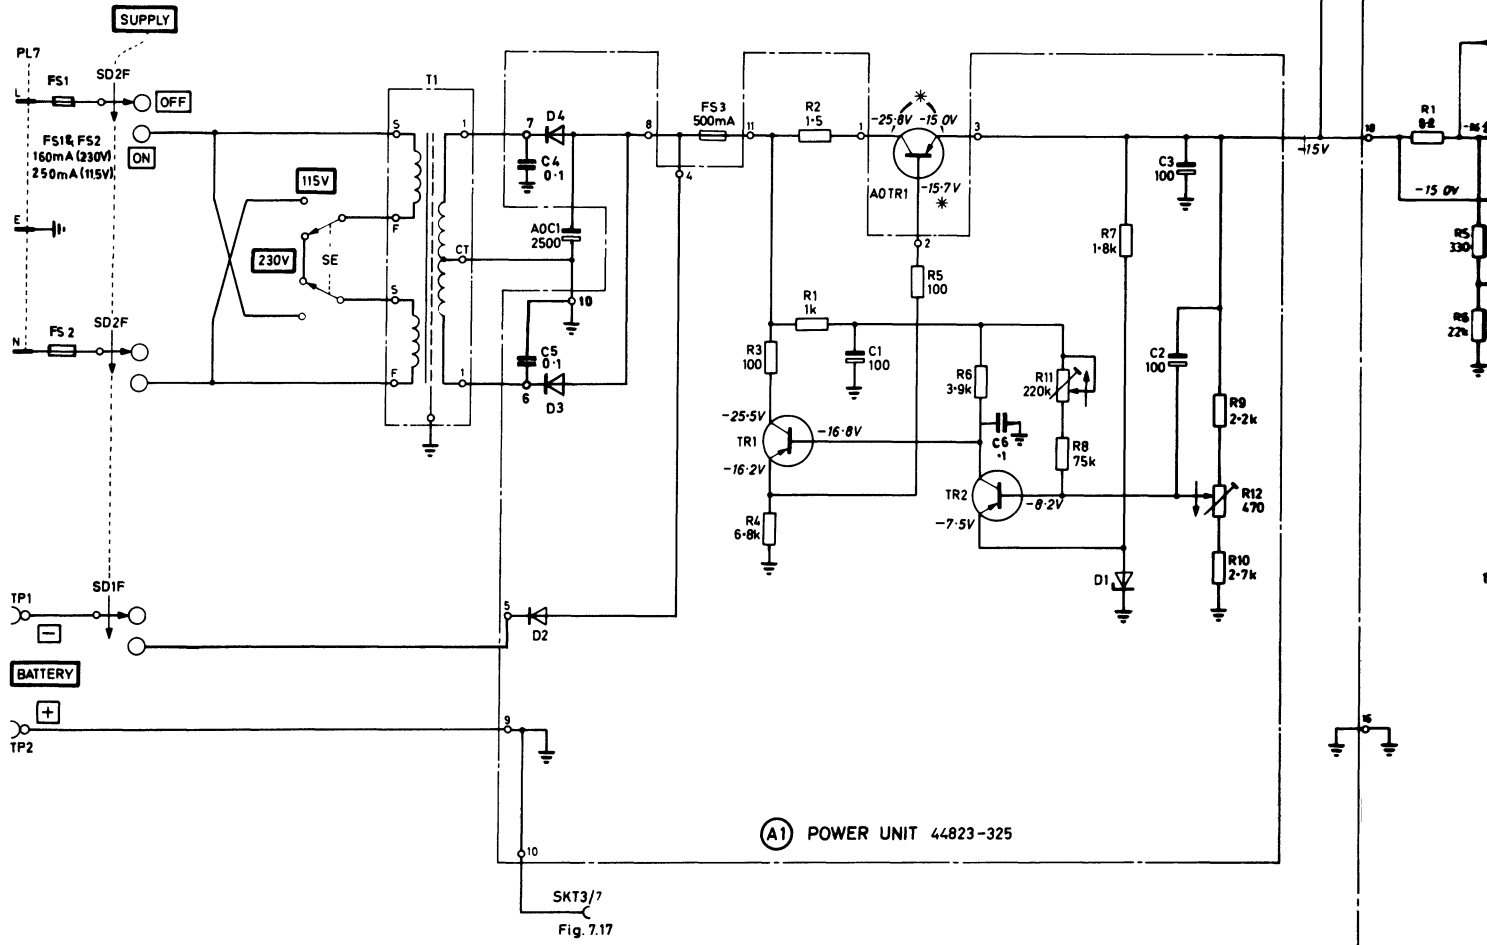 SUPPLY
PL7
SD2F
FS1
L
OFF
FS1& FS2
160mA (230V)
250mA (115V)
ON
115V
E
230V
SE
SD2F
FS 2
N
T1
S
F
S
F
1
CT
1
7
D4
C4
0·1
AOC1
2500
10
C5
0·1
6
D3
8
4
FS3
500mA
11
R2
1·5
1
-25·8V
-15 0V
*
AOTR1
-15·7V
*
3
2
R5
100
R1
1k
R3
100
C1
100
R6
3·9k
R11
220k
-25·5V
TR1
-16·8V
-16·2V
C6
·1
R8
75k
TR2
-8·2V
-7·5V
R4
6·8k
D1
C3
100
R7
1·8k
C2
100
R9
2·2k
R12
470
R10
2·7k
-15V
18
R1
-15 0V
R5
330
R6
16
SD1F
TP1
−
BATTERY
+
TP2
5
D2
9
10
SKT3/7
Fig. 7.17
A1 POWER UNIT 44823-325